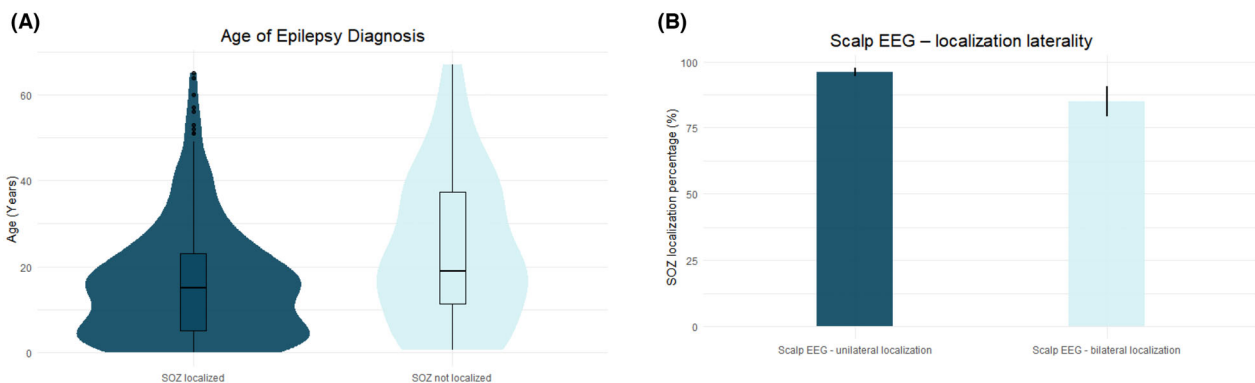 (A)
Age of Epilepsy Diagnosis
Age (Years)
60
40
20
0
SOZ localized
SOZ not localized
(B)
Scalp EEG – localization laterality
SOZ localization percentage (%)
100
75
50
25
0
Scalp EEG - unilateral localization
Scalp EEG - bilateral localization